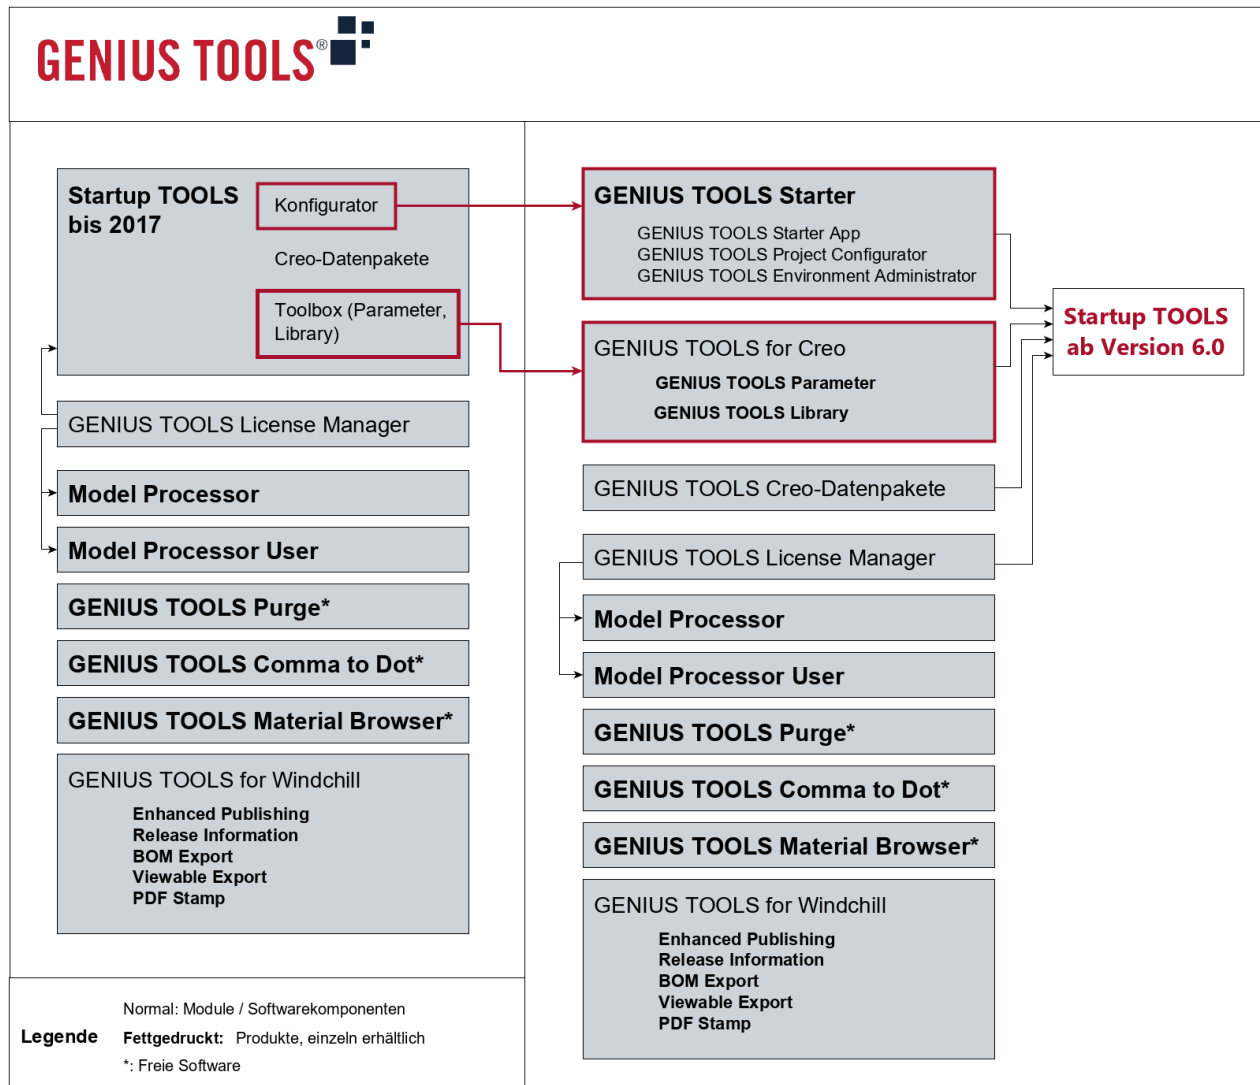 GENIUS TOOLS®
Startup TOOLS
bis 2017
Konfigurator
Creo-Datenpakete
Toolbox (Parameter,
Library)
GENIUS TOOLS License Manager
Model Processor
Model Processor User
GENIUS TOOLS Purge*
GENIUS TOOLS Comma to Dot*
GENIUS TOOLS Material Browser*
GENIUS TOOLS for Windchill
Enhanced Publishing
Release Information
BOM Export
Viewable Export
PDF Stamp
GENIUS TOOLS Starter
GENIUS TOOLS Starter App
GENIUS TOOLS Project Configurator
GENIUS TOOLS Environment Administrator
GENIUS TOOLS for Creo
GENIUS TOOLS Parameter
GENIUS TOOLS Library
GENIUS TOOLS Creo-Datenpakete
GENIUS TOOLS License Manager
Model Processor
Model Processor User
GENIUS TOOLS Purge*
GENIUS TOOLS Comma to Dot*
GENIUS TOOLS Material Browser*
GENIUS TOOLS for Windchill
Enhanced Publishing
Release Information
BOM Export
Viewable Export
PDF Stamp
Startup TOOLS
ab Version 6.0
Legende
Normal: Module / Softwarekomponenten
Fettgedruckt: Produkte, einzeln erhältlich
*: Freie Software